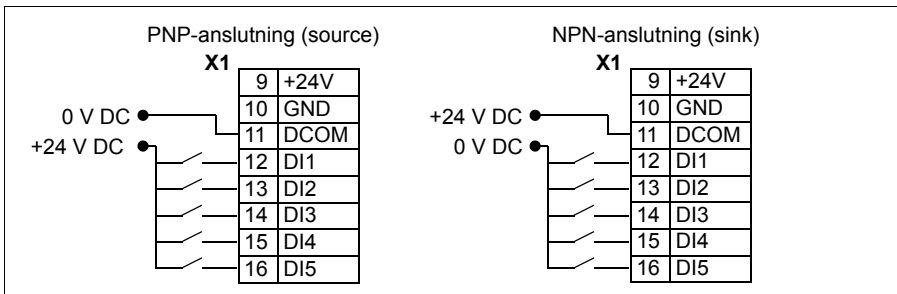 PNP-anslutning (source)
X1
9 +24V
10 GND
0 V DC
11 DCOM
+24 V DC
12 DI1
13 DI2
14 DI3
15 DI4
16 DI5
NPN-anslutning (sink)
X1
9 +24V
10 GND
+24 V DC
11 DCOM
0 V DC
12 DI1
13 DI2
14 DI3
15 DI4
16 DI5